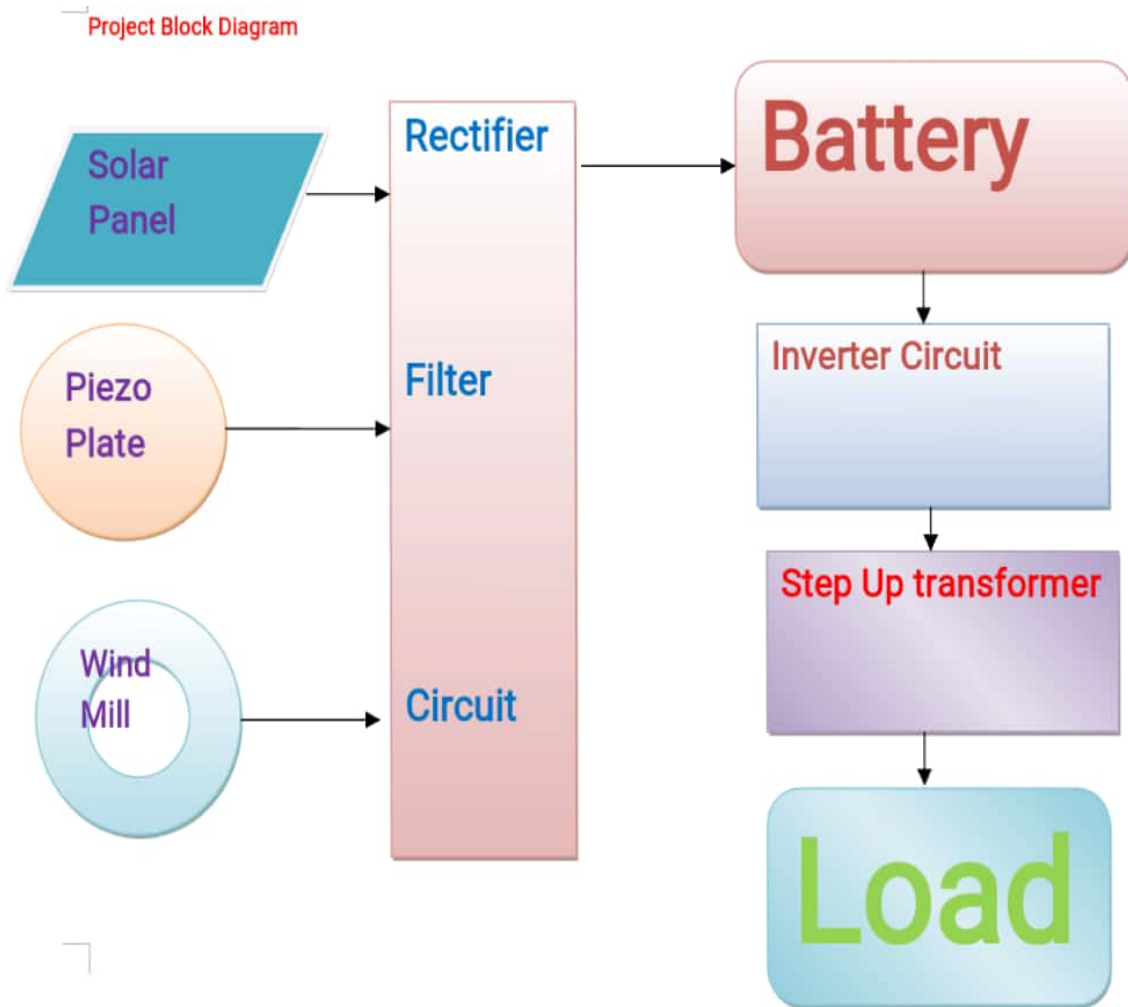 Project Block Diagram
Solar
Panel
Piezo
Plate
Wind
Mill
Rectifier
Filter
Circuit
Battery
Inverter Circuit
Step Up transformer
Load